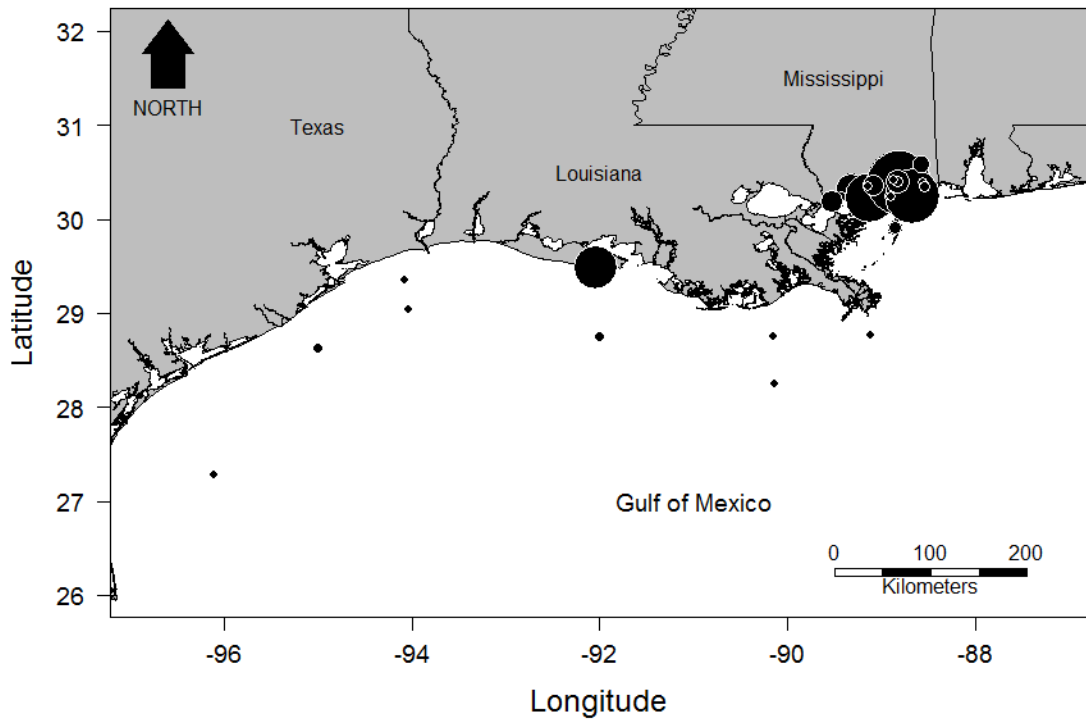 32
31
30
29
28
27
26
Latitude
NORTH
Texas
Louisiana
Mississippi
Gulf of Mexico
0 100 200
Kilometers
-96 -94 -92 -90 -88
Longitude